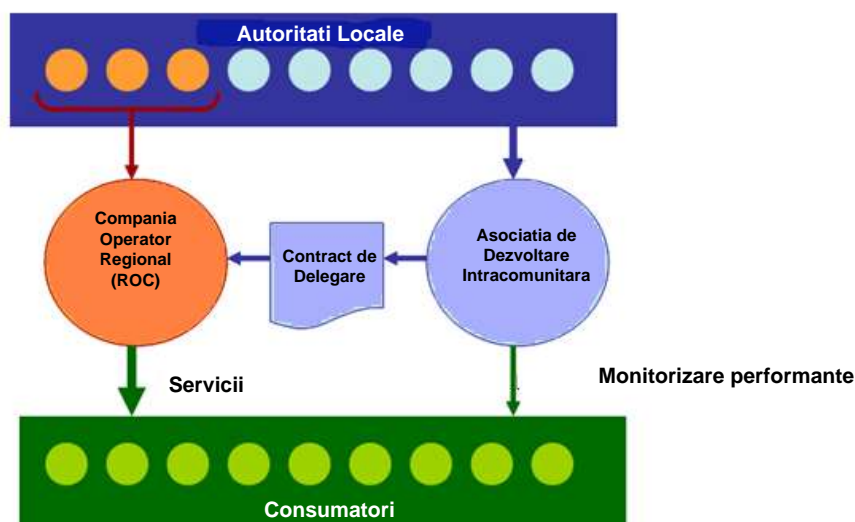 Autoritati Locale
Compania
Operator
Regional
(ROC)
Contract de
Delegare
Asociatia de
Dezvoltare
Intracomunitara
Servicii
Monitorizare performante
Consumatori